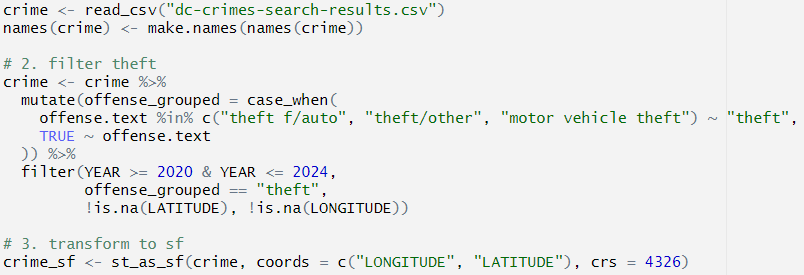 crime <- read_csv("dc-crimes-search-results.csv")
names(crime) <- make.names(names(crime))

# 2. filter theft
crime <- crime %>%
  mutate(offense_grouped = case_when(
    offense.text %in% c("theft f/auto", "theft/other", "motor vehicle theft") ~ "theft",
    TRUE ~ offense.text
  )) %>%
  filter(YEAR >= 2020 & YEAR <= 2024,
         offense_grouped == "theft",
         !is.na(LATITUDE), !is.na(LONGITUDE))

# 3. transform to sf
crime_sf <- st_as_sf(crime, coords = c("LONGITUDE", "LATITUDE"), crs = 4326)